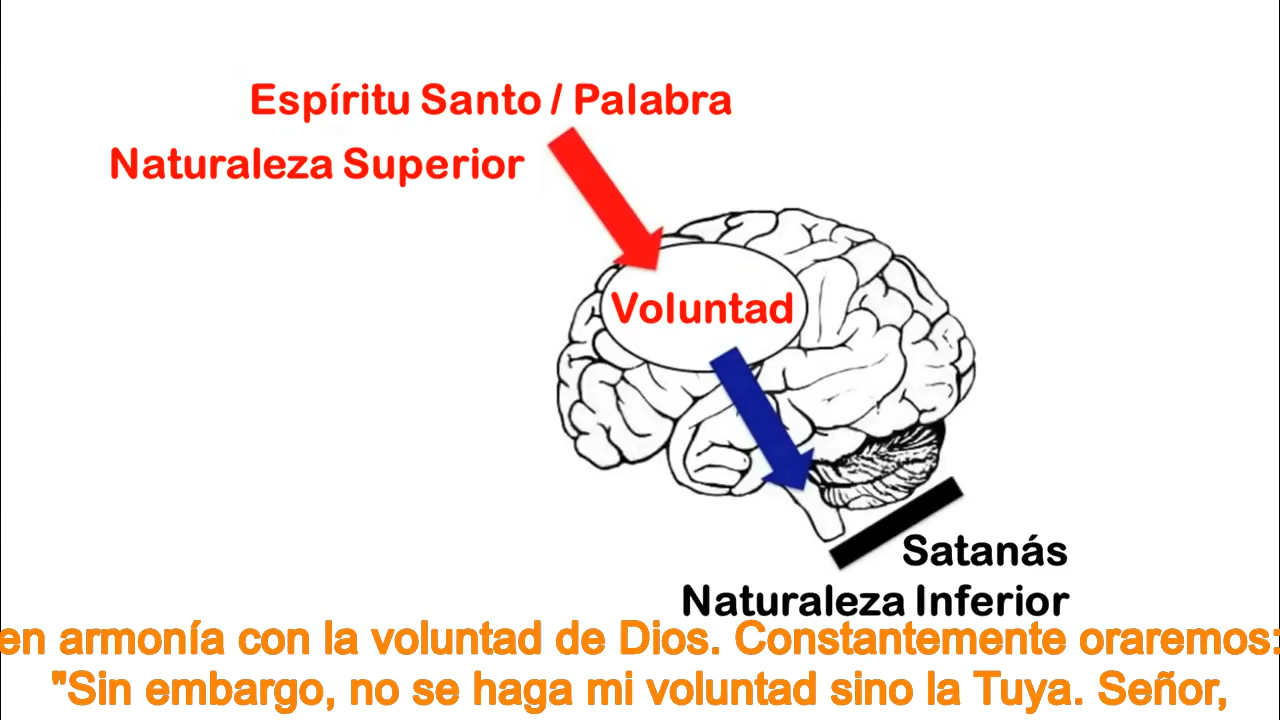 Espíritu Santo / Palabra
Naturaleza Superior
Voluntad
Satanás
Naturaleza Inferior
en armonía con la voluntad de Dios. Constantemente oraremos:
"Sin embargo, no se haga mi voluntad sino la Tuya. Señor,